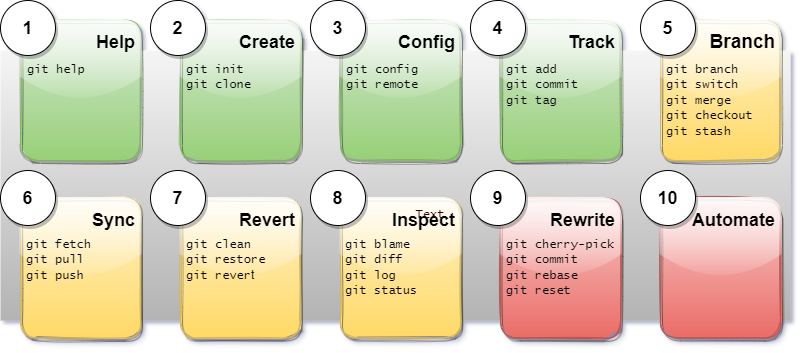 1
Help
git help
2
Create
git init
git clone
3
Config
git config
git remote
4
Track
git add
git commit
git tag
5
Branch
git branch
git switch
git merge
git checkout
git stash
6
Sync
git fetch
git pull
git push
7
Revert
git clean
git restore
git revert
8
Text
Inspect
git blame
git diff
git log
git status
9
Rewrite
git cherry-pick
git commit
git rebase
git reset
10
Automate